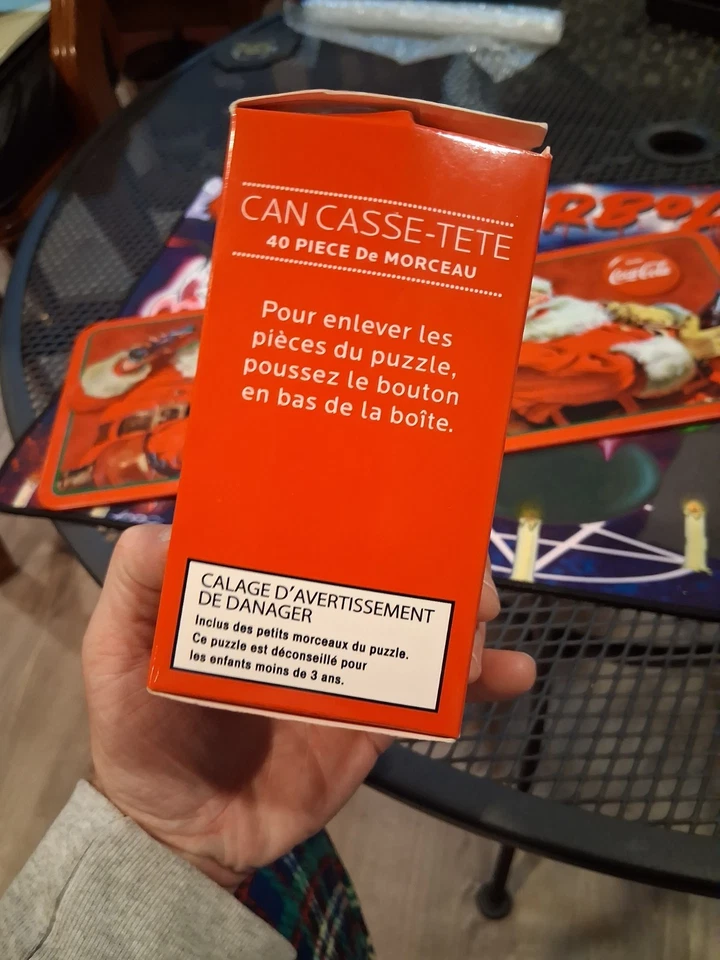 CAN CASSE-TETE
40 PIECE De MORCEAU
Pour enlever les
pièces du puzzle,
poussez le bouton
en bas de la boîte.
CALAGE D'AVERTISSEMENT
DE DANAGER
Inclus des petits morceaux du puzzle.
Ce puzzle est déconseillé pour
les enfants moins de 3 ans.
Coca-Cola